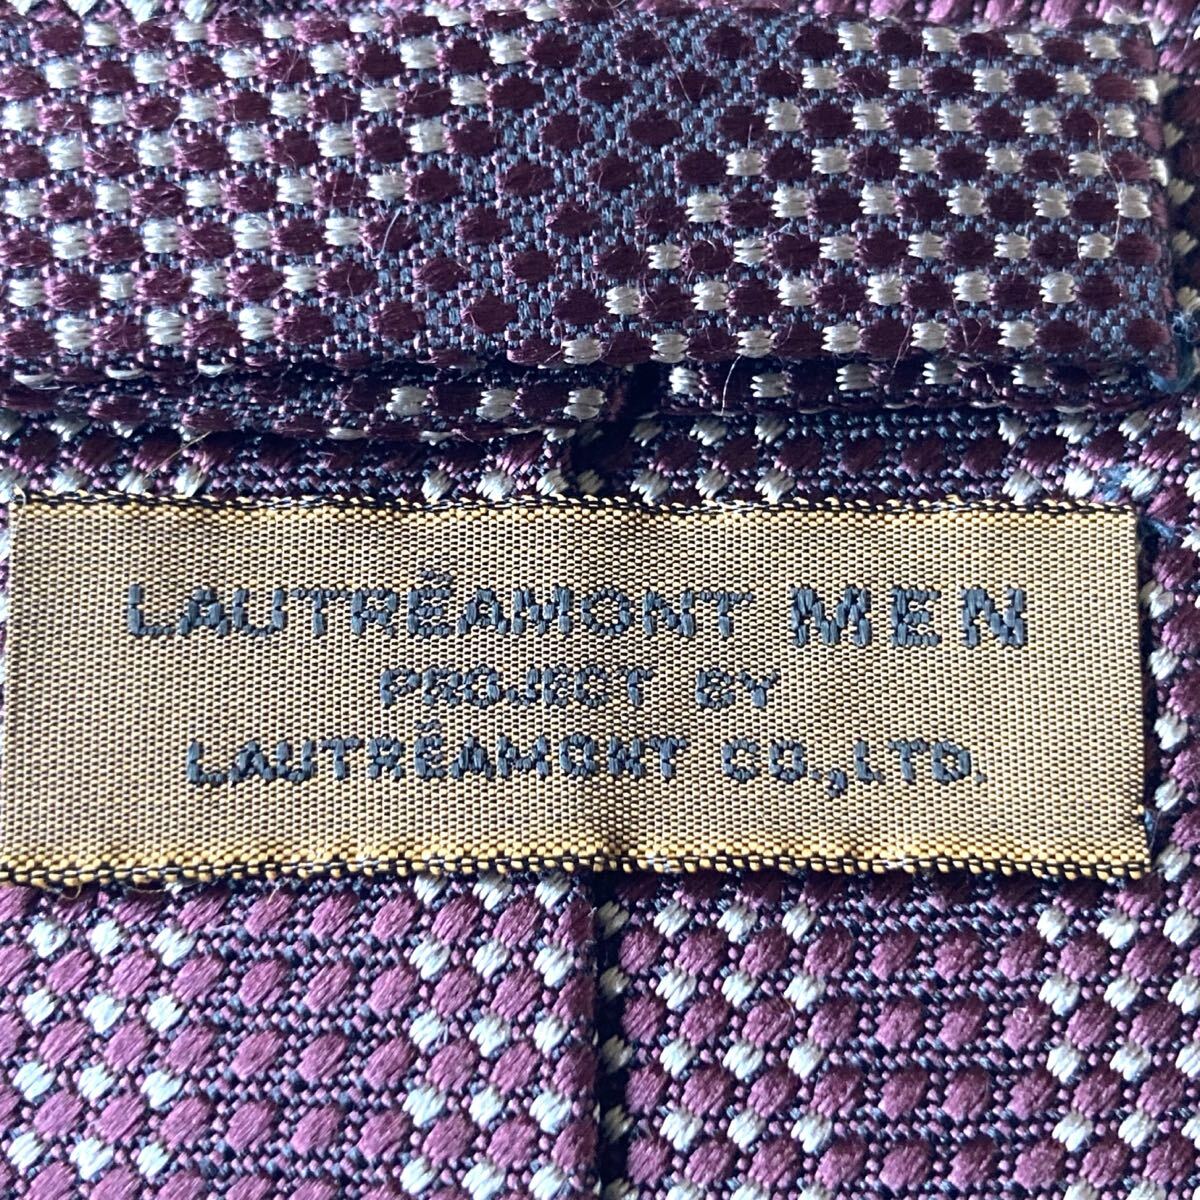 LAUTRÉAMONT MEN
PROJECT BY
LAUTRÉAMONT CO.,LTD.